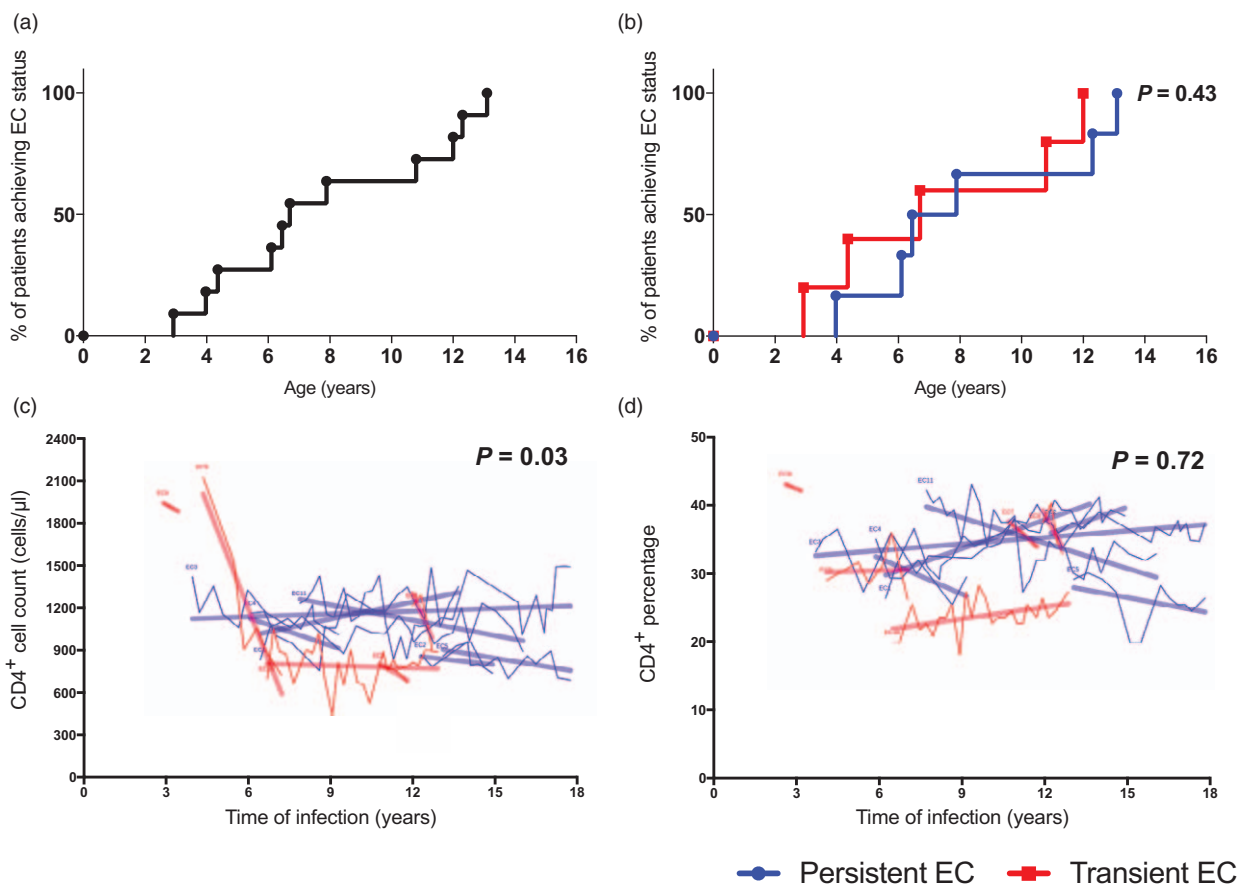 (a)
% of patients achieving EC status
100
50
0
0 2 4 6 8 10 12 14 16
Age (years)
(b)
% of patients achieving EC status
P = 0.43
100
50
0
0 2 4 6 8 10 12 14 16
Age (years)
(c)
CD4+ cell count (cells/µl)
2400
2100
1800
1500
1200
900
600
300
0
P = 0.03
EC11
EC2
0 3 6 9 12 15 18
Time of infection (years)
(d)
CD4+ percentage
50
40
30
20
10
0
P = 0.72
EC11
EC4
0 3 6 9 12 15 18
Time of infection (years)
Persistent EC
Transient EC